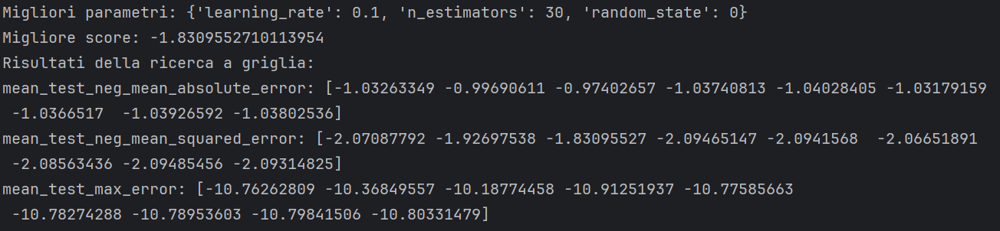 Migliori parametri: {'learning_rate': 0.1, 'n_estimators': 30, 'random_state': 0}
Migliore score: -1.8309552710113954
Risultati della ricerca a griglia:
mean_test_neg_mean_absolute_error: [-1.03263349 -0.99690611 -0.97402657 -1.03740813 -1.04028405 -1.03179159
 -1.0366517  -1.03926592 -1.03802536]
mean_test_neg_mean_squared_error: [-2.07087792 -1.92697538 -1.83095527 -2.09465147 -2.0941568  -2.06651891
 -2.08563436 -2.09485456 -2.09314825]
mean_test_max_error: [-10.76262809 -10.36849557 -10.18774458 -10.91251937 -10.77585663
 -10.78274288 -10.78953603 -10.79841506 -10.80331479]